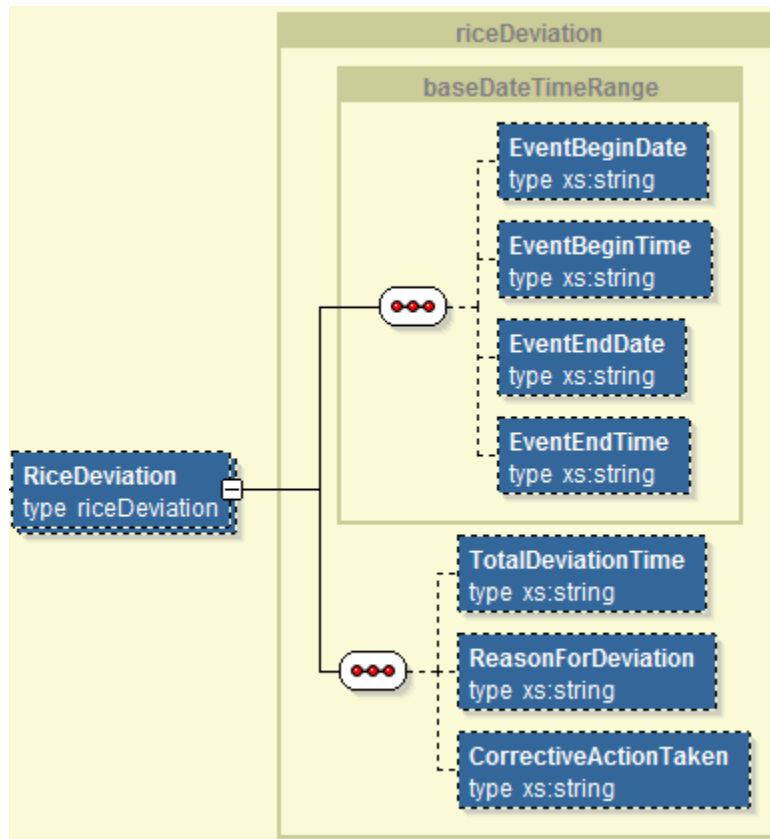 riceDeviation
baseDateTimeRange
EventBeginDate
type xs:string
EventBeginTime
type xs:string
EventEndDate
type xs:string
EventEndTime
type xs:string
RiceDeviation
type riceDeviation
TotalDeviationTime
type xs:string
ReasonForDeviation
type xs:string
CorrectiveActionTaken
type xs:string